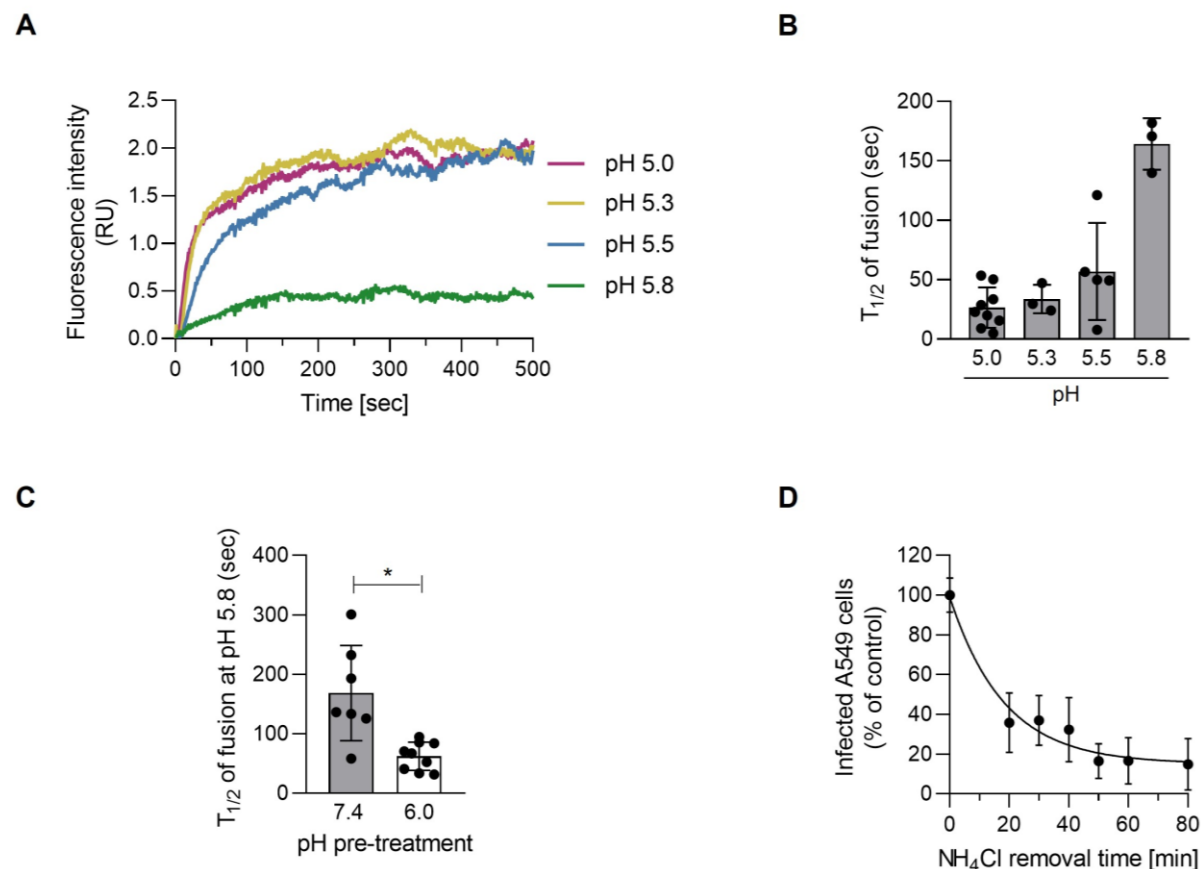 A
Fluorescence intensity
(RU)
2.5
2.0
1.5
1.0
0.5
0.0
0 100 200 300 400 500
Time [sec]
pH 5.0
pH 5.3
pH 5.5
pH 5.8
B
T1/2 of fusion (sec)
200
150
100
50
0
5.0 5.3 5.5 5.8
pH
C
T1/2 of fusion at pH 5.8 (sec)
400
300
200
100
0
*
7.4 6.0
pH pre-treatment
D
Infected A549 cells
(% of control)
120
100
80
60
40
20
0
0 20 40 60 80
NH4Cl removal time [min]